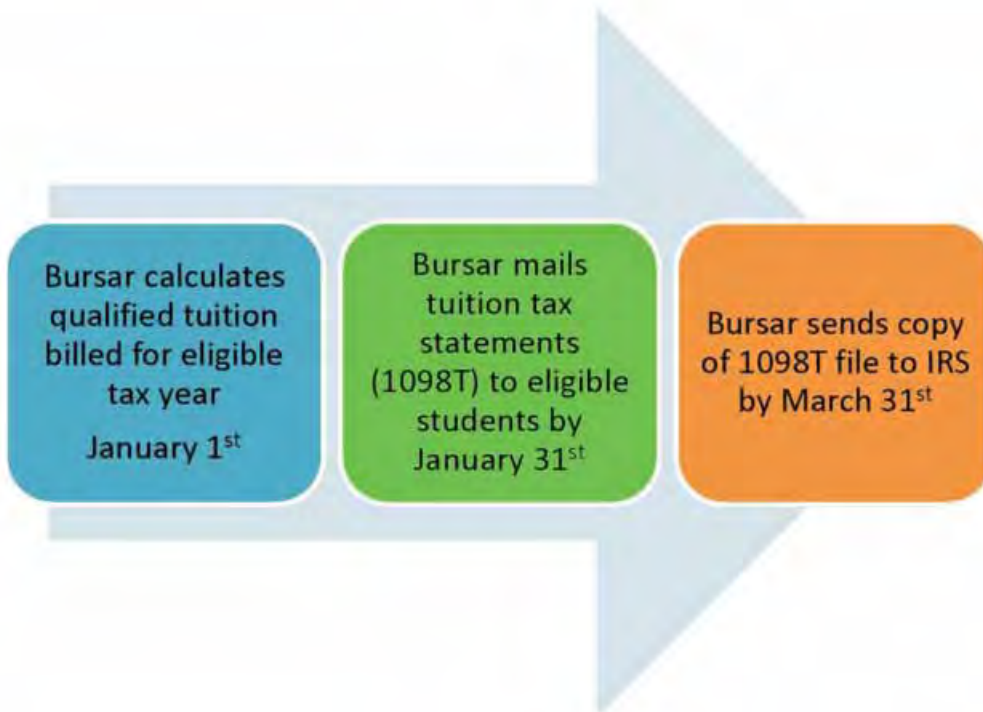 Bursar calculates
qualified tuition
billed for eligible
tax year
January 1st
Bursar mails
tuition tax
statements
(1098T) to eligible
students by
January 31st
Bursar sends copy
of 1098T file to IRS
by March 31st